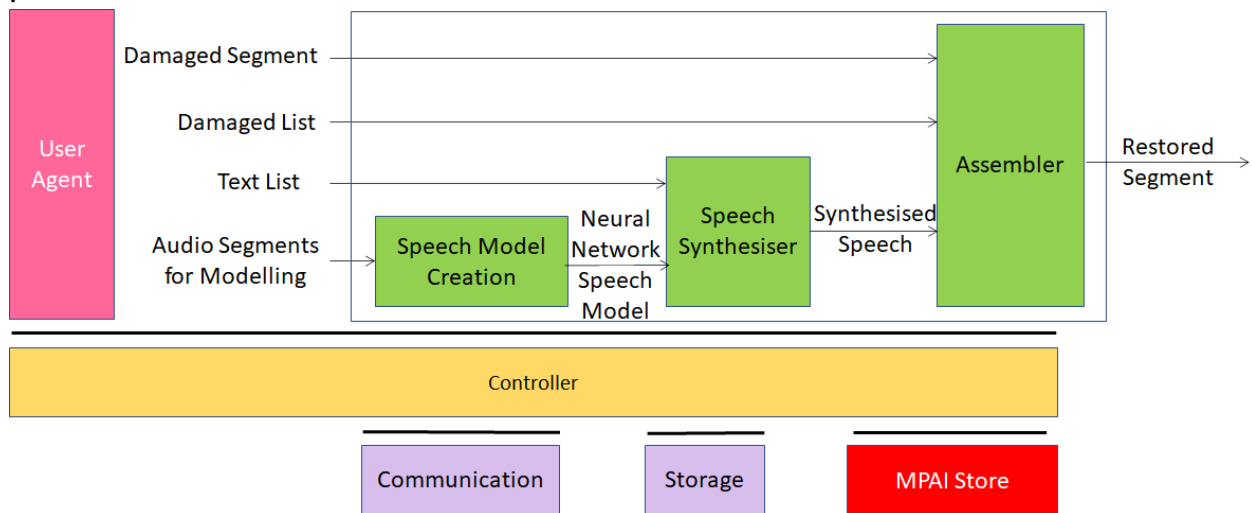 Damaged Segment
Damaged List
User
Agent
Text List
Audio Segments
for Modelling
Speech Model
Creation
Neural
Network
Speech
Model
Speech
Synthesiser
Synthesised
Speech
Assembler
Restored
Segment
Controller
Communication
Storage
MPAI Store